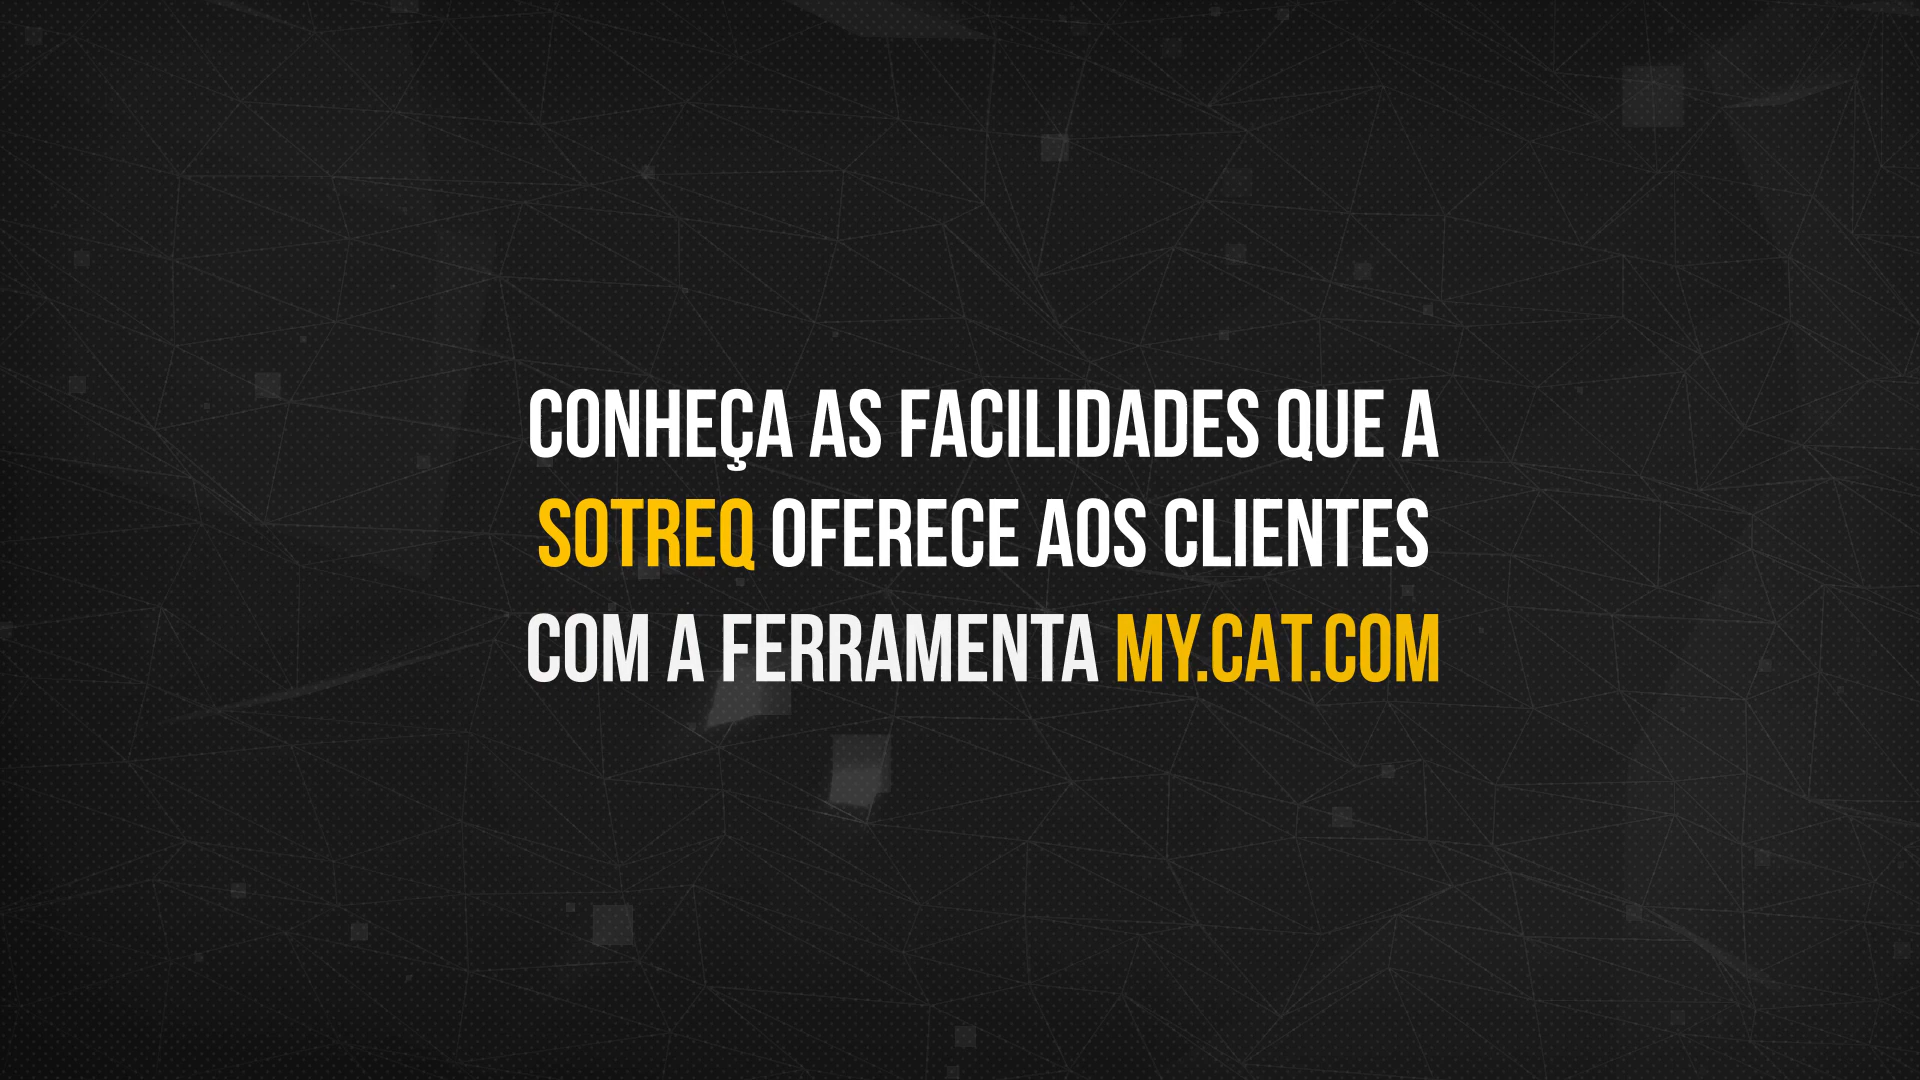 CONHEÇA AS FACILIDADES QUE A
SOTREQ OFERECE AOS CLIENTES
COM A FERRAMENTA MY.CAT.COM